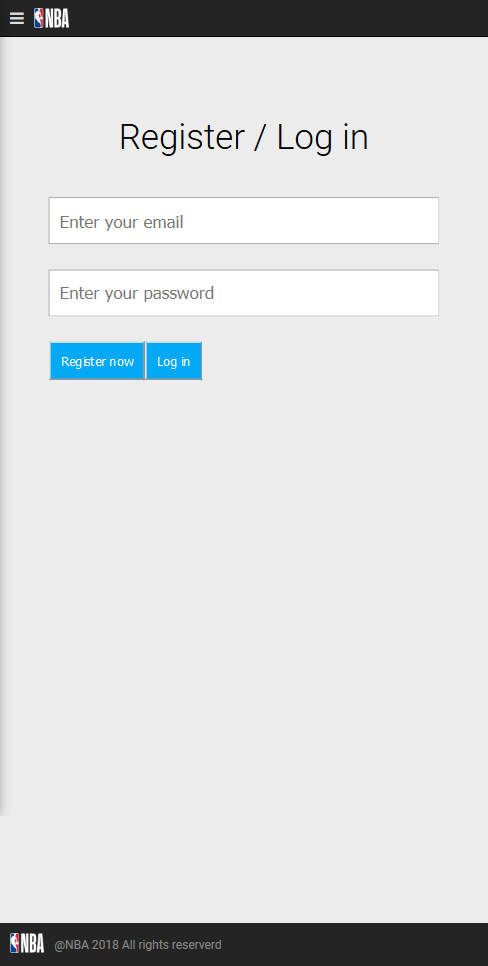 NBA
Register / Log in
Enter your email
Enter your password
Register now Log in
NBA @NBA 2018 All rights reserverd